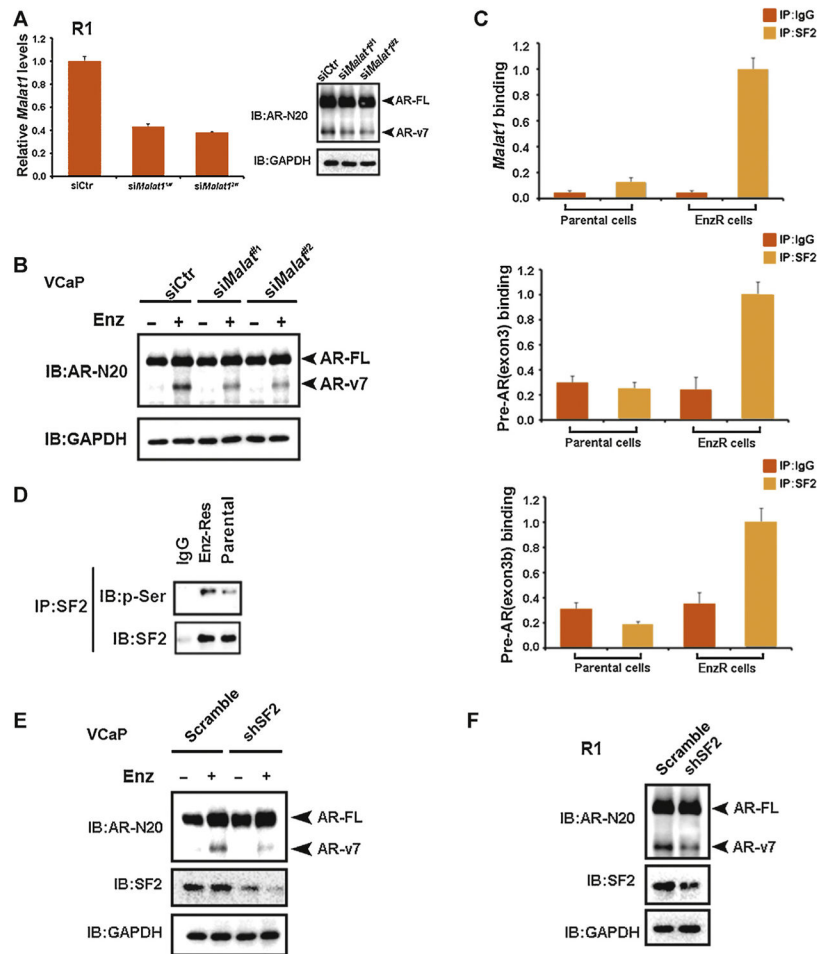 A
R1
Relative Malat1 levels
1.2
1.0
0.8
0.6
0.4
0.2
0.0
siCtr
siMalat1#
siMalat2#
siCtr
siMalat1#1
siMalat1#2
IB:AR-N20
AR-FL
AR-v7
IB:GAPDH
B
VCaP
siCtr
siMalat#1
siMalat#2
Enz
– + – + – +
IB:AR-N20
AR-FL
AR-v7
IB:GAPDH
C
IP:IgG
IP:SF2
Malat1 binding
1.2
1.0
0.8
0.6
0.4
0.2
0.0
Parental cells
EnzR cells
IP:IgG
IP:SF2
Pre-AR(exon3) binding
1.2
1.0
0.8
0.6
0.4
0.2
0.0
Parental cells
EnzR cells
IP:IgG
IP:SF2
Pre-AR(exon3b) binding
1.2
1.0
0.8
0.6
0.4
0.2
0.0
Parental cells
EnzR cells
D
IgG
Enz-Res
Parental
IP:SF2
IB:p-Ser
IB:SF2
E
VCaP
Scramble
shSF2
Enz
– + – +
IB:AR-N20
AR-FL
AR-v7
IB:SF2
IB:GAPDH
F
R1
Scramble
shSF2
IB:AR-N20
AR-FL
AR-v7
IB:SF2
IB:GAPDH